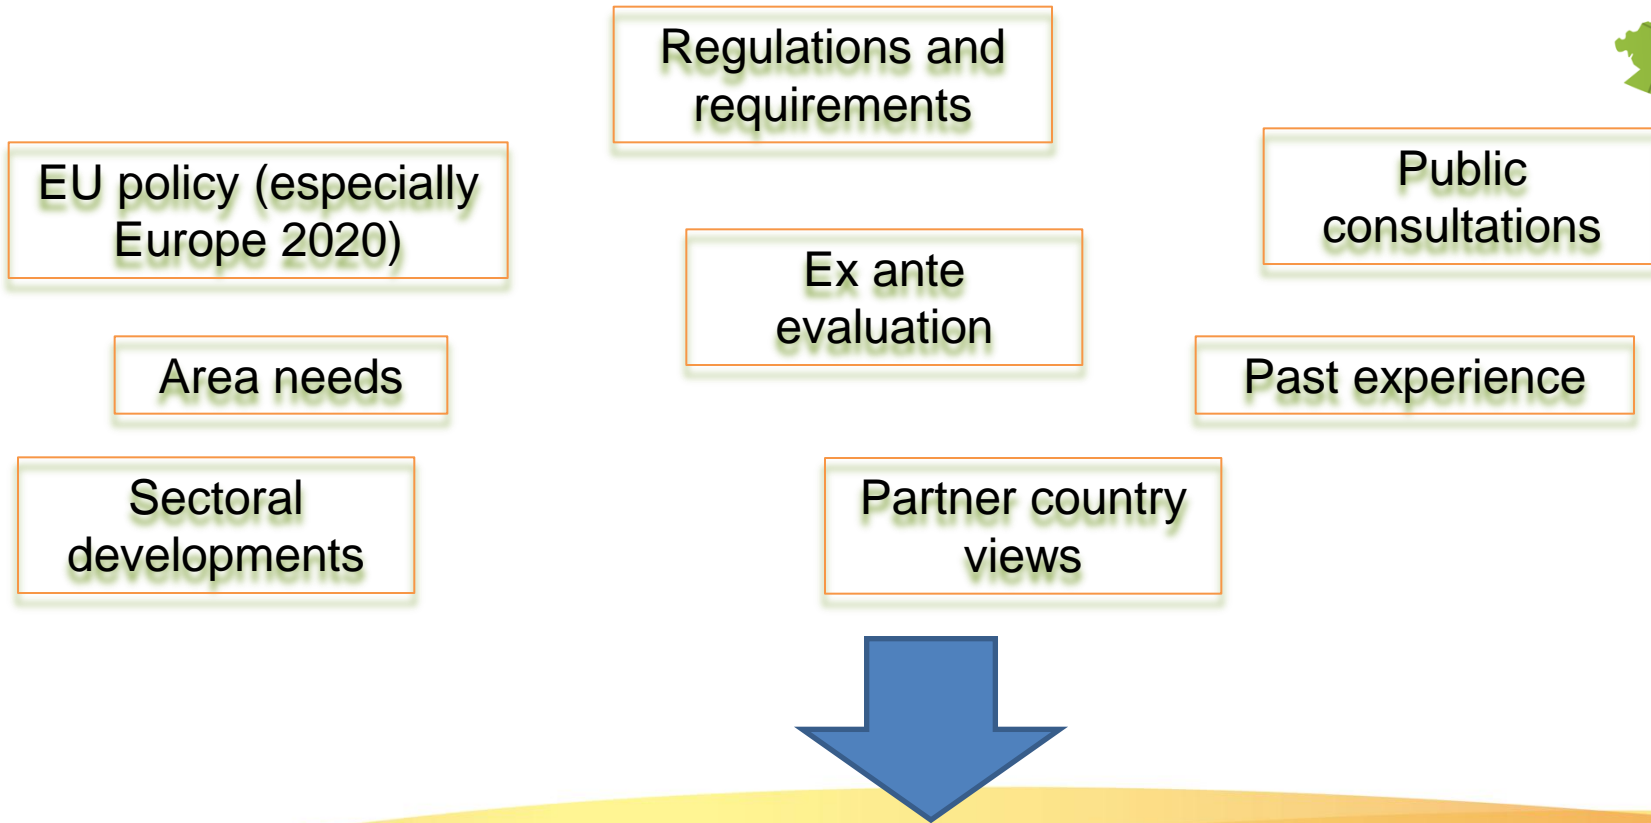 Regulations and
requirements
EU policy (especially
Europe 2020)
Public
consultations
Ex ante
evaluation
Area needs
Past experience
Sectoral
developments
Partner country
views